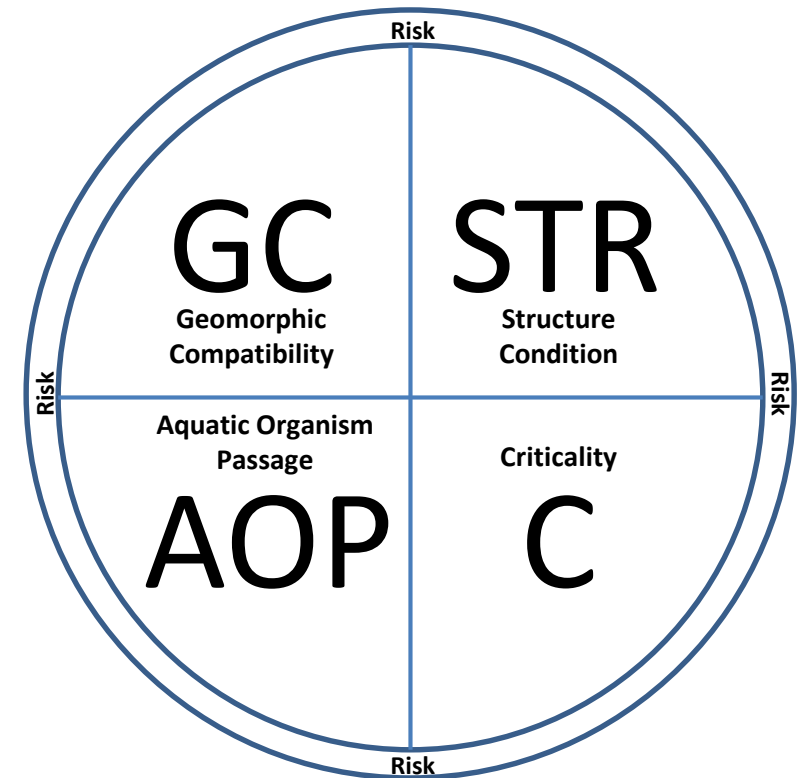 Risk
GC
Geomorphic
Compatibility
STR
Structure
Condition
Risk
Risk
Aquatic Organism
Passage
AOP
Criticality
C
Risk